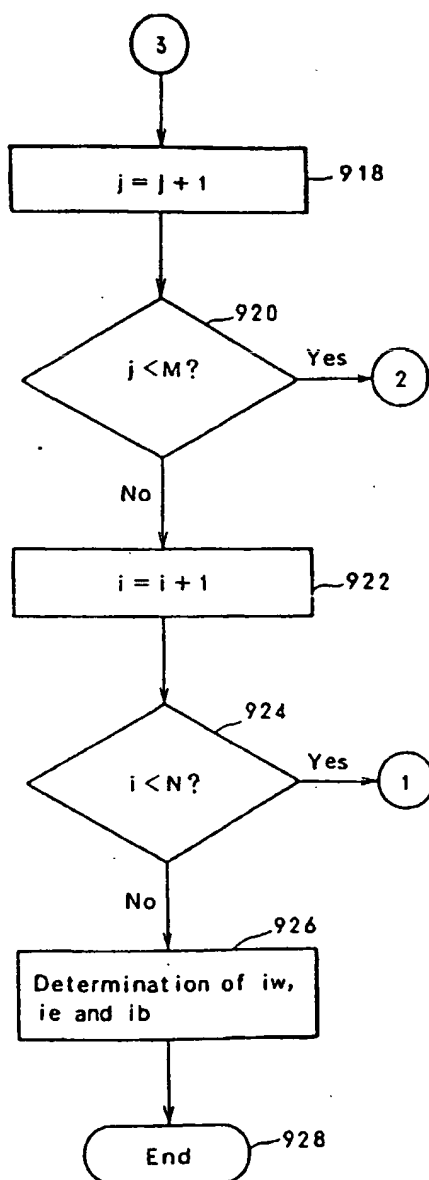 3
j = j + 1
918
920
j < M?
Yes
2
No
i = i + 1
922
924
i < N?
Yes
1
No
926
Determination of iw,
ie and ib
End
928